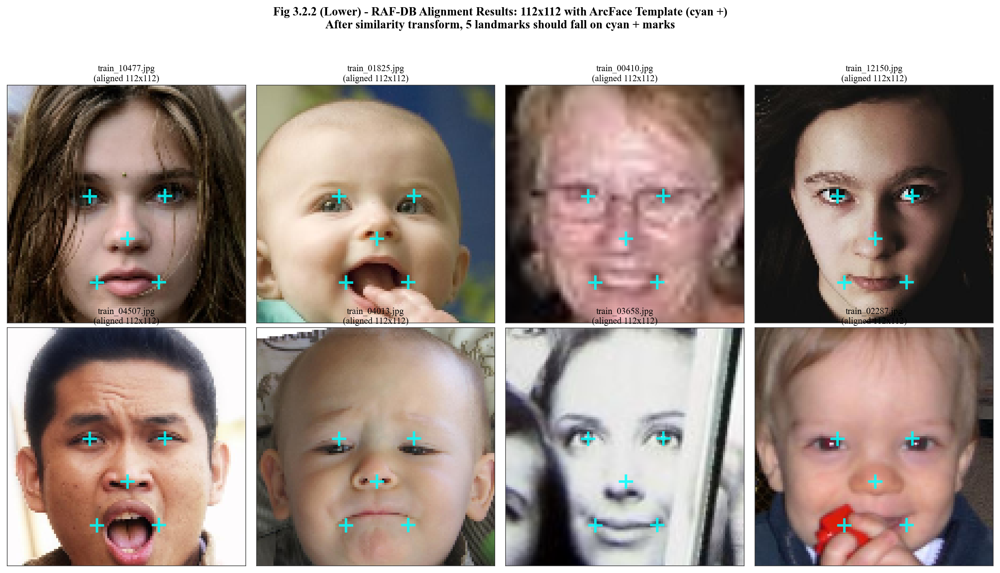 Fig 3.2.2 (Lower) - RAF-DB Alignment Results: 112x112 with ArcFace Template (cyan +)
After similarity transform, 5 landmarks should fall on cyan + marks
train_10477.jpg
(aligned 112x112)
train_01825.jpg
(aligned 112x112)
train_00410.jpg
(aligned 112x112)
train_12150.jpg
(aligned 112x112)
train_04507.jpg
(aligned 112x112)
train_04013.jpg
(aligned 112x112)
train_03658.jpg
(aligned 112x112)
train_02287.jpg
(aligned 112x112)